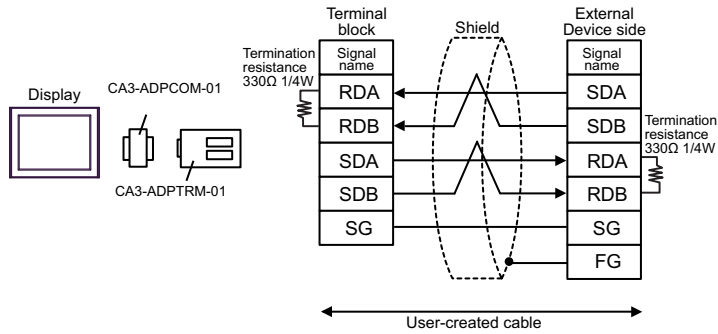 Display
CA3-ADPCOM-01
CA3-ADPTRM-01
Termination
resistance
330Ω 1/4W
Terminal
block
Signal
name
RDA
RDB
SDA
SDB
SG
Shield
External
Device side
Signal
name
SDA
SDB
RDA
RDB
SG
FG
Termination
resistance
330Ω 1/4W
User-created cable